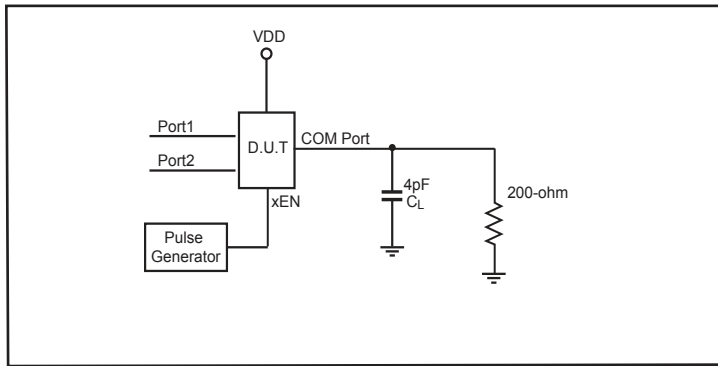 VDD
Port1
D.U.T
COM Port
Port2
4pF
CL
200-ohm
xEN
Pulse
Generator